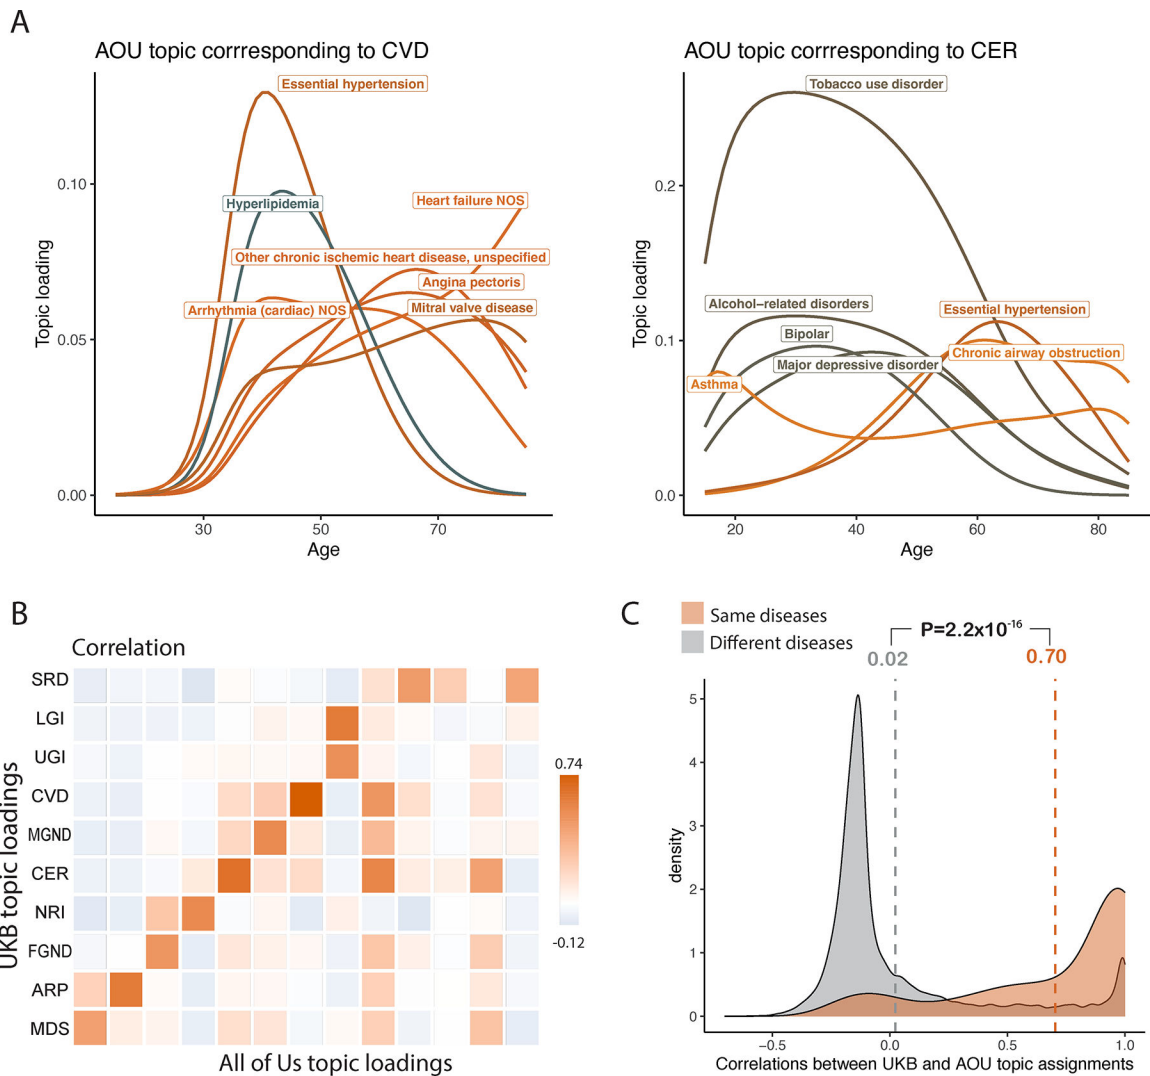 A
AOU topic corrresponding to CVD
Topic loading
0.10
0.05
0.00
Essential hypertension
Hyperlipidemia
Heart failure NOS
Other chronic ischemic heart disease, unspecified
Angina pectoris
Arrhythmia (cardiac) NOS
Mitral valve disease
30
50
70
Age
AOU topic corrresponding to CER
Topic loading
0.2
0.1
0.0
Tobacco use disorder
Alcohol−related disorders
Essential hypertension
Bipolar
Chronic airway obstruction
Major depressive disorder
Asthma
20
40
60
80
Age
B
Correlation
UKB topic loadings
SRD
LGI
UGI
CVD
MGND
CER
NRI
FGND
ARP
MDS
All of Us topic loadings
0.74
-0.12
C
Same diseases
Different diseases
P=2.2x10-16
0.02
0.70
density
5
4
3
2
1
0
−0.5
0.0
0.5
1.0
Correlations between UKB and AOU topic assignments